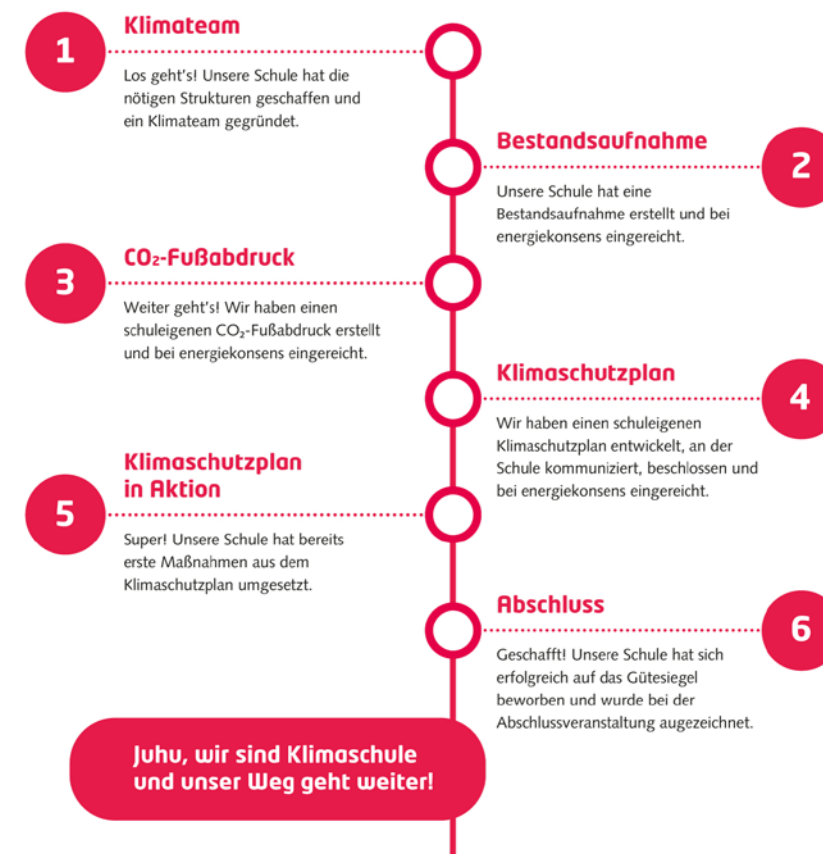 1
Klimateam
Los geht's! Unsere Schule hat die
nötigen Strukturen geschaffen und
ein Klimateam gegründet.
Bestandsaufnahme
2
Unsere Schule hat eine
Bestandsaufnahme erstellt und bei
energiekonsens eingereicht.
3
CO₂-Fußabdruck
Weiter geht's! Wir haben einen
schuleigenen CO₂-Fußabdruck erstellt
und bei energiekonsens eingereicht.
Klimaschutzplan
4
Wir haben einen schuleigenen
Klimaschutzplan entwickelt, an der
Schule kommuniziert, beschlossen und
bei energiekonsens eingereicht.
5
Klimaschutzplan
in Aktion
Super! Unsere Schule hat bereits
erste Maßnahmen aus dem
Klimaschutzplan umgesetzt.
Abschluss
6
Geschafft! Unsere Schule hat sich
erfolgreich auf das Gütesiegel
beworben und wurde bei der
Abschlussveranstaltung augezeichnet.
Juhu, wir sind Klimaschule
und unser Weg geht weiter!